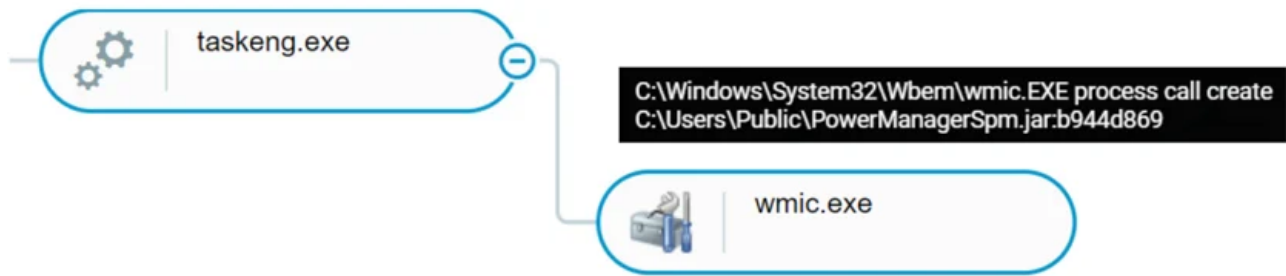 taskeng.exe
C:\Windows\System32\Wbem\wmic.EXE process call create
C:\Users\Public\PowerManagerSpm.jar:b944d869
wmic.exe